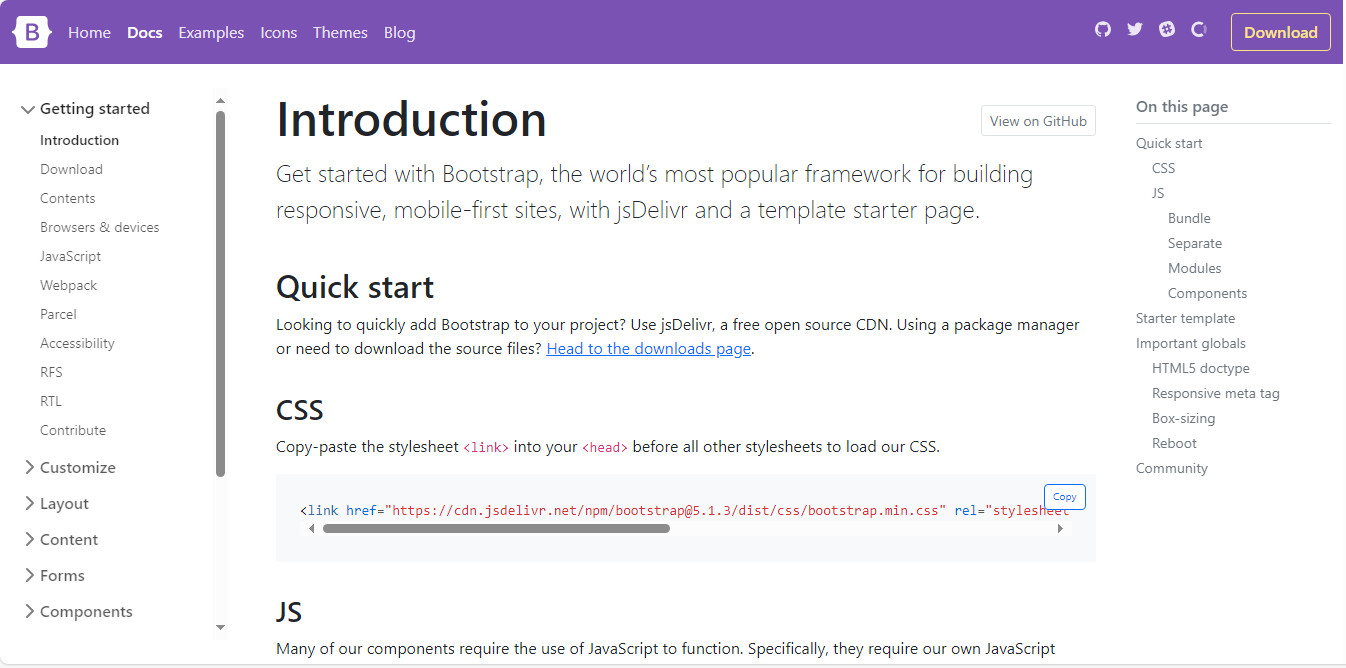 B Home Docs Examples Icons Themes Blog Download
Getting started
Introduction
Download
Contents
Browsers & devices
JavaScript
Webpack
Parcel
Accessibility
RFS
RTL
Contribute
Customize
Layout
Content
Forms
Components
Introduction
View on GitHub
Get started with Bootstrap, the world’s most popular framework for building
responsive, mobile-first sites, with jsDelivr and a template starter page.
Quick start
Looking to quickly add Bootstrap to your project? Use jsDelivr, a free open source CDN. Using a package manager
or need to download the source files? Head to the downloads page.
CSS
Copy-paste the stylesheet <link> into your <head> before all other stylesheets to load our CSS.
Copy
<link href="https://cdn.jsdelivr.net/npm/bootstrap@5.1.3/dist/css/bootstrap.min.css" rel="stylesheet
JS
Many of our components require the use of JavaScript to function. Specifically, they require our own JavaScript
On this page
Quick start
CSS
JS
Bundle
Separate
Modules
Components
Starter template
Important globals
HTML5 doctype
Responsive meta tag
Box-sizing
Reboot
Community